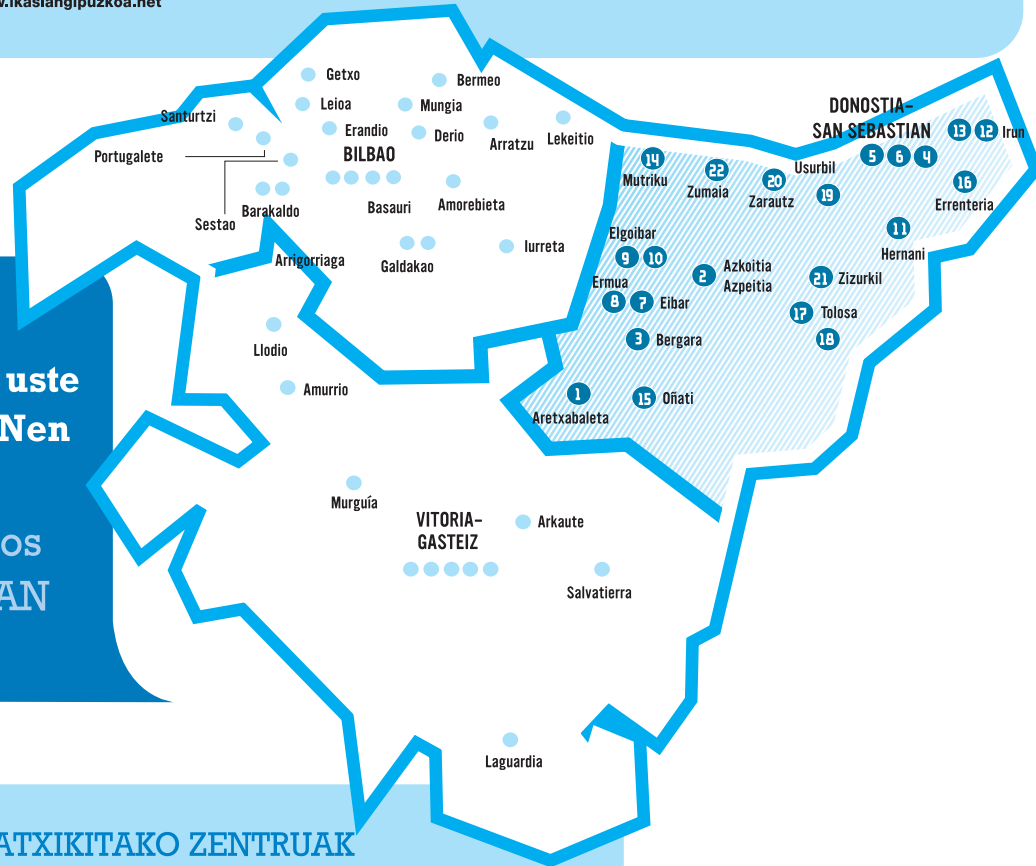 w.ikaslangipuzkoa.net
Getxo
Bermeo
Leioa
Mungia
Santurtzi
Erandio
Derio
Arratzu
Lekeitio
Portugalete
BILBAO
Sestao
Barakaldo
Basauri
Amorebieta
Arrigorriaga
Galdakao
Iurreta
DONOSTIA-
SAN SEBASTIAN
13 12 Irun
5 6 4
14
Mutriku
22
Zumaia
20
Zarautz
Usurbil
19
16
Errenteria
11
Hernani
Elgoibar
9 10
Ermua
8 7 Eibar
2 Azkoitia
Azpeitia
21 Zizurkil
17 Tolosa
18
3 Bergara
1
Aretxabaleta
15 Oñati
Llodio
Amurrio
uste
Nen
os
AN
Murguía
VITORIA-
GASTEIZ
Arkaute
Salvatierra
Laguardia
ATXIKITAKO ZENTRUAK